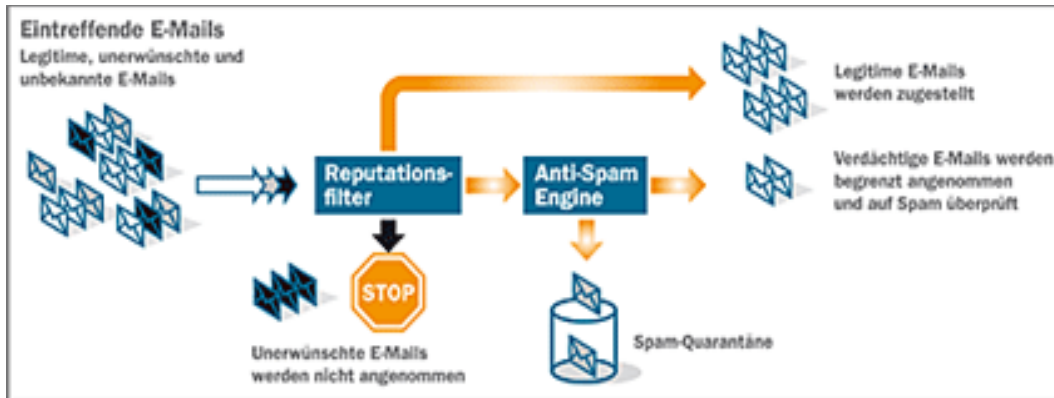 Eintreffende E-Mails
Legitime, unerwünschte und
unbekannte E-Mails
Legitime E-Mails
werden zugestellt
Reputations-
filter
Anti-Spam
Engine
Verdächtige E-Mails werden
begrenzt angenommen
und auf Spam überprüft
STOP
Unerwünschte E-Mails
werden nicht angenommen
Spam-Quarantäne